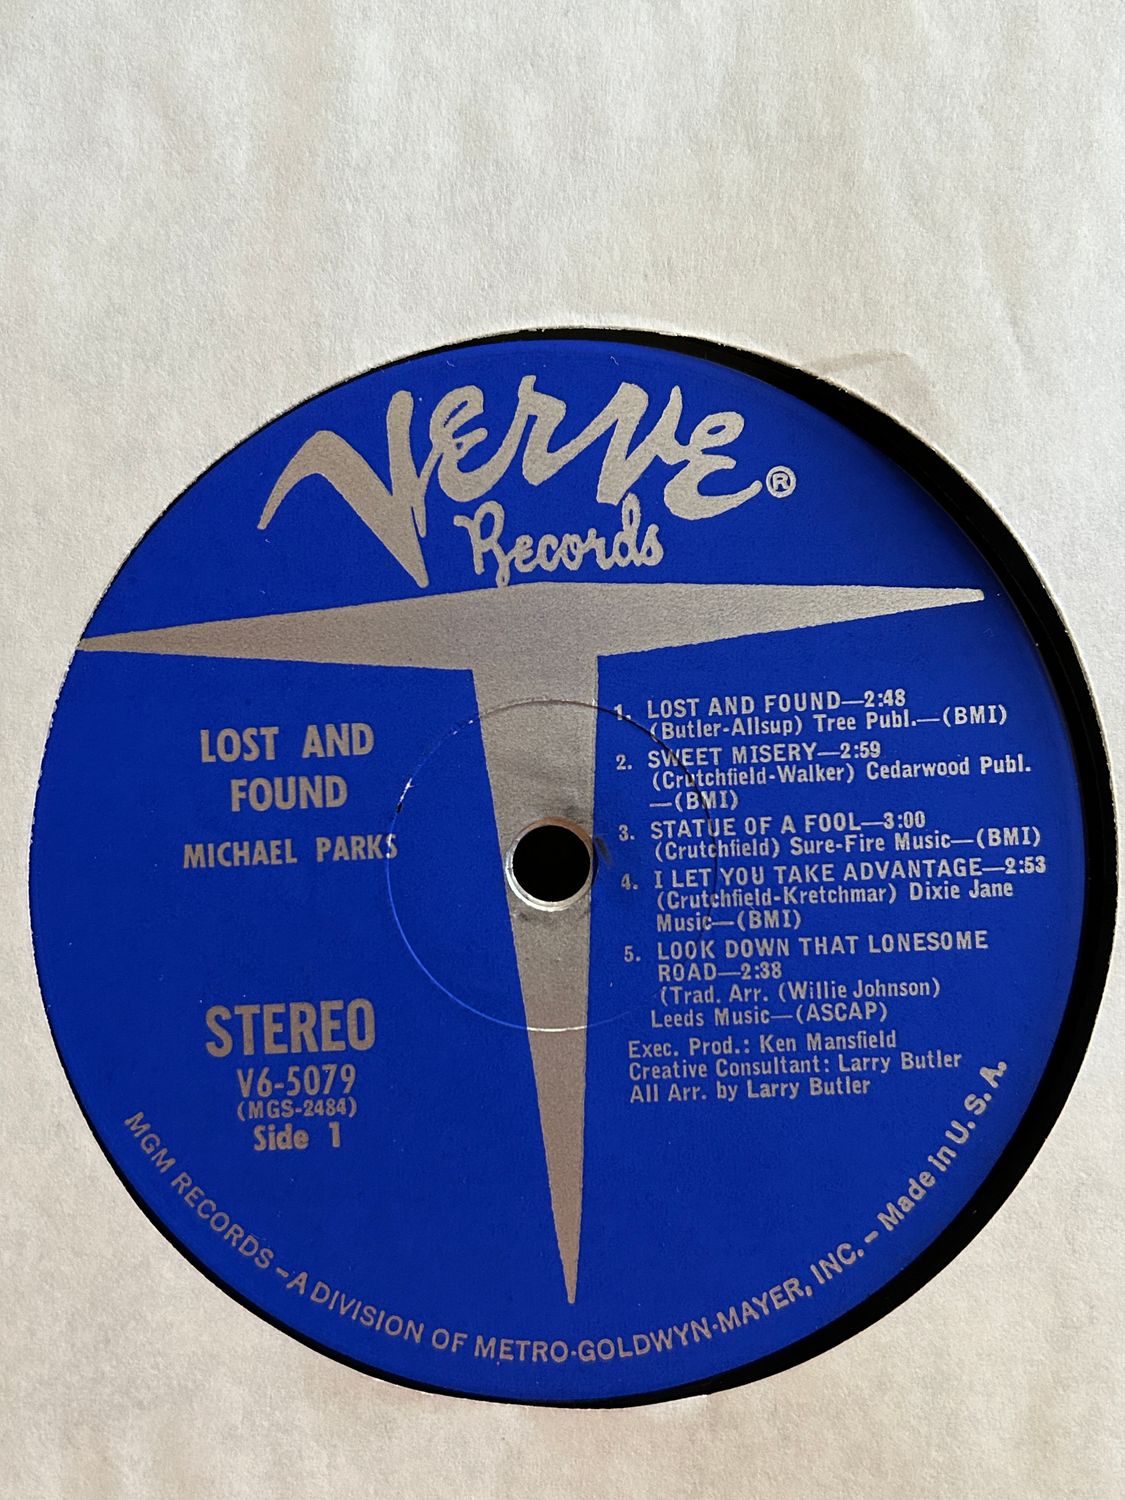 Verve ®
Records
LOST AND
FOUND
MICHAEL PARKS
STEREO
V6-5079
(MGS-2484)
Side 1
1. LOST AND FOUND—2:48
(Butler-Allsup) Tree Publ.—(BMI)
2. SWEET MISERY—2:59
(Crutchfield-Walker) Cedarwood Publ.
—(BMI)
3. STATUE OF A FOOL—3:00
(Crutchfield) Sure-Fire Music—(BMI)
4. I LET YOU TAKE ADVANTAGE—2:53
(Crutchfield-Kretchmar) Dixie Jane
Music—(BMI)
5. LOOK DOWN THAT LONESOME
ROAD—2:38
(Trad. Arr. (Willie Johnson)
Leeds Music—(ASCAP)
Exec. Prod.: Ken Mansfield
Creative Consultant: Larry Butler
All Arr. by Larry Butler
MGM RECORDS – A DIVISION OF METRO-GOLDWYN-MAYER, INC. – Made in U.S.A.